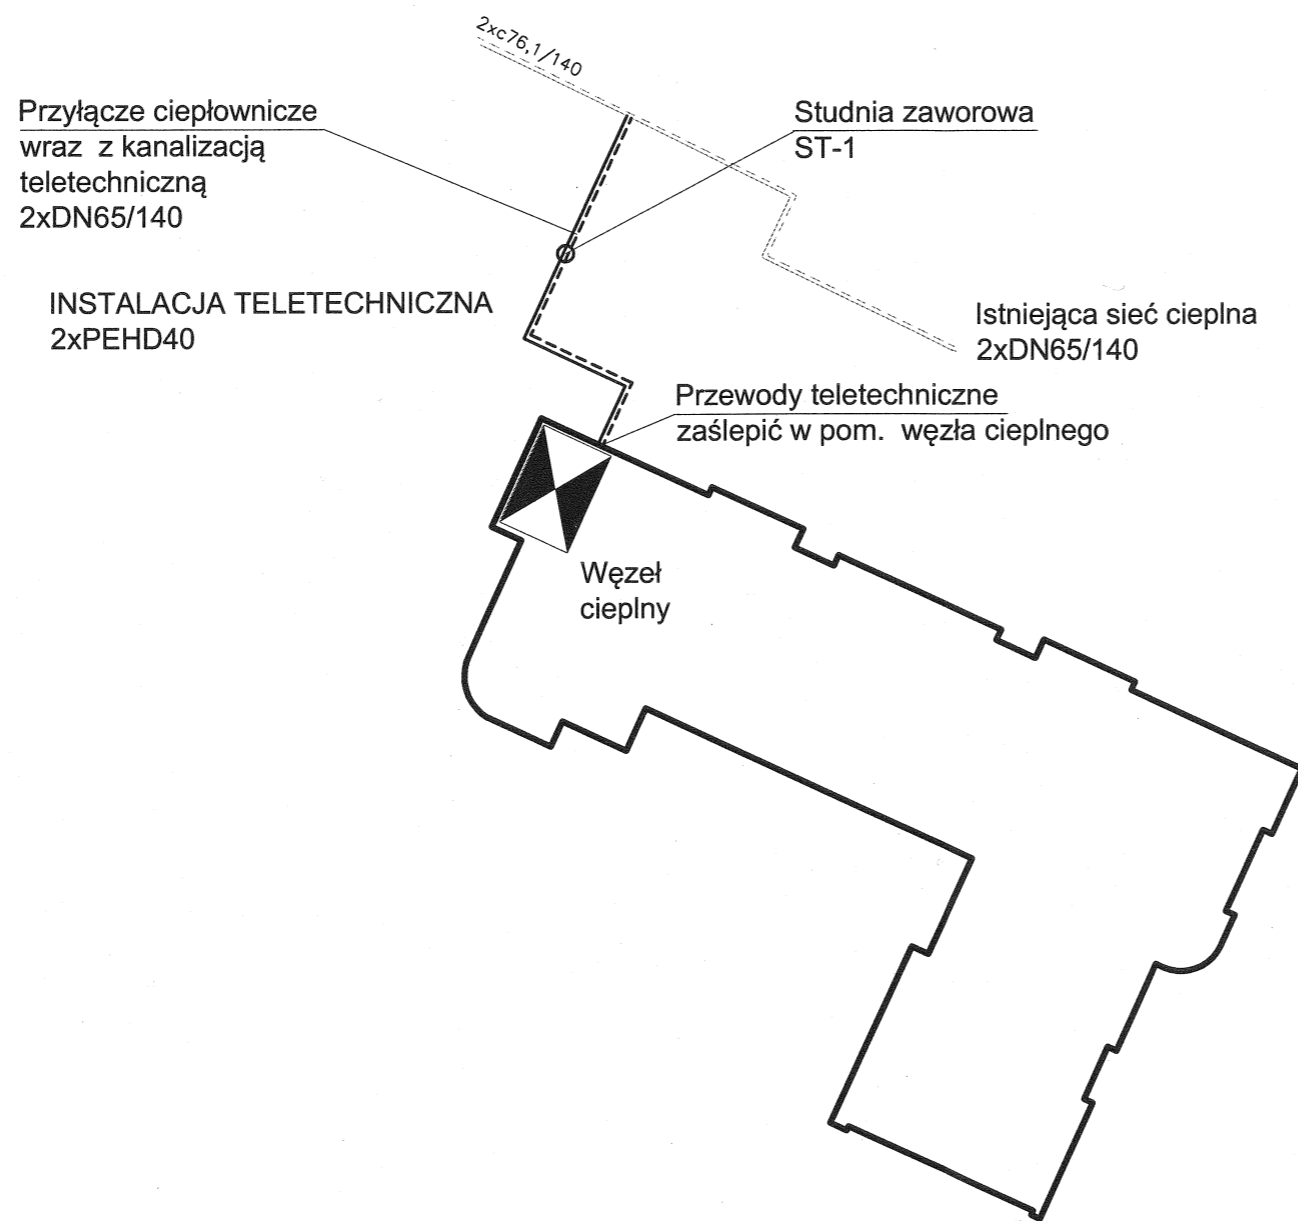 2xc76,1/140
Przyłącze ciepłownicze
wraz z kanalizacją
teletechniczną
2xDN65/140
Studnia zaworowa
ST-1
INSTALACJA TELETECHNICZNA
2xPEHD40
Istniejąca sieć cieplna
2xDN65/140
Przewody teletechniczne
zaślepić w pom. węzła cieplnego
Węzeł
cieplny